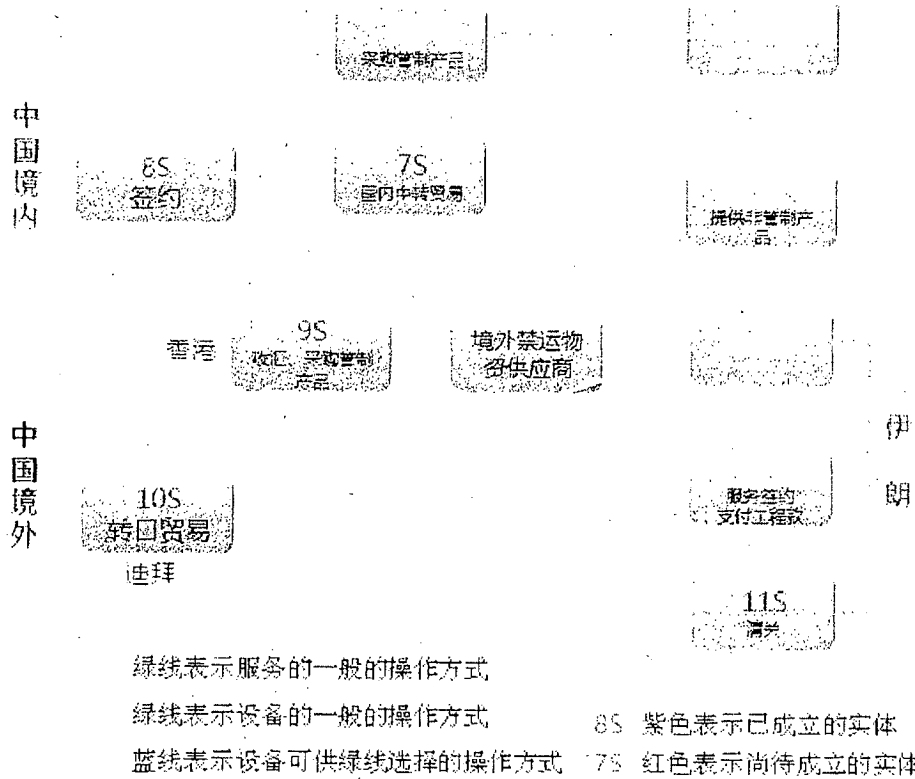 采购管制产品
中国境内
8S
签约
7S
国内中转贸易
提供非管制产
品
香港
9S
收汇、采购管制
产品
境外禁运物
资供应商
中国境外
伊朗
10S
转口贸易
迪拜
服务签约
支付工程款
11S
清关
绿线表示服务的一般的操作方式
绿线表示设备的一般的操作方式
蓝线表示设备可供绿线选择的操作方式
8S 紫色表示已成立的实体
7S 红色表示尚待成立的实体